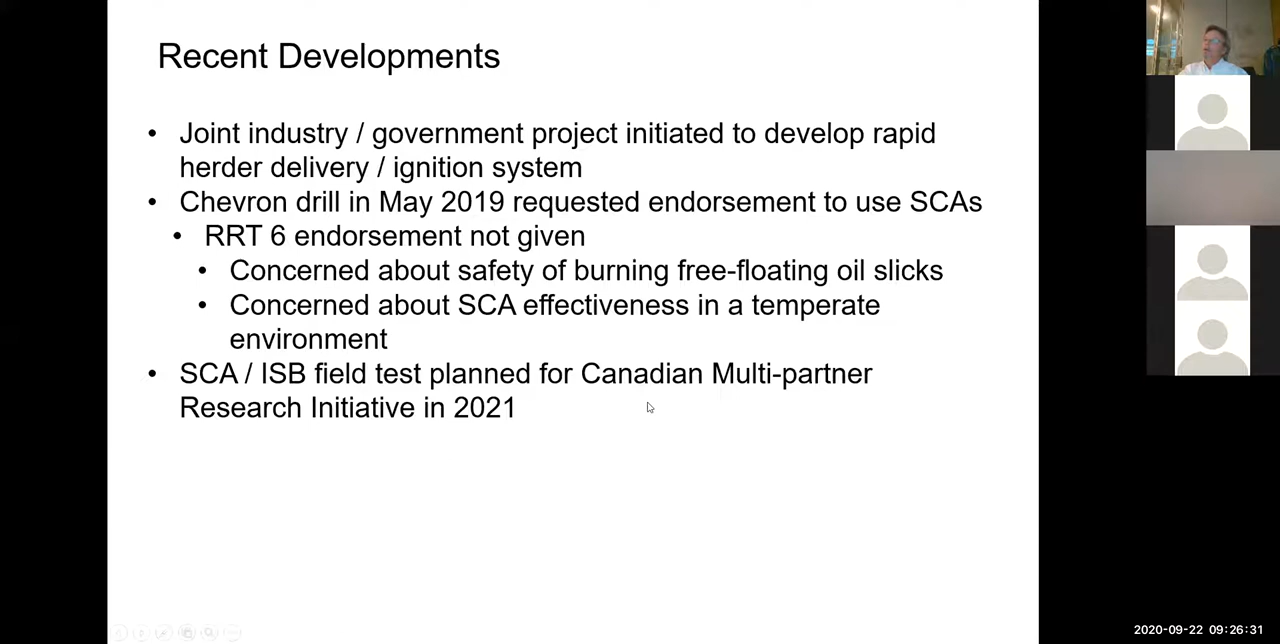 Recent Developments
• Joint industry / government project initiated to develop rapid
herder delivery / ignition system
• Chevron drill in May 2019 requested endorsement to use SCAs
• RRT 6 endorsement not given
• Concerned about safety of burning free-floating oil slicks
• Concerned about SCA effectiveness in a temperate
environment
• SCA / ISB field test planned for Canadian Multi-partner
Research Initiative in 2021
2020-09-22 09:26:31